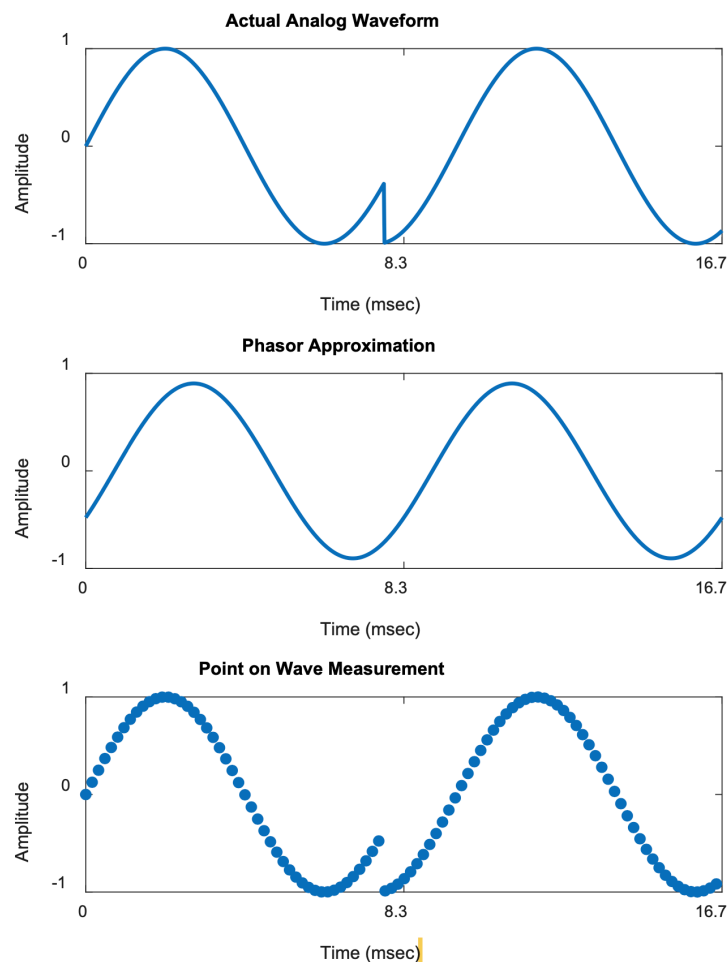 Actual Analog Waveform
1
0
-1
Amplitude
0 8.3 16.7
Time (msec)
Phasor Approximation
1
0
-1
Amplitude
0 8.3 16.7
Time (msec)
Point on Wave Measurement
1
0
-1
Amplitude
0 8.3 16.7
Time (msec)